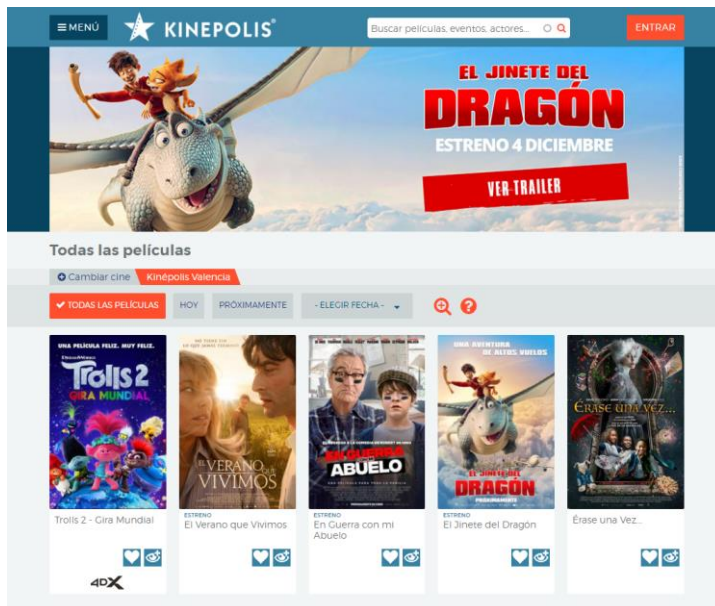 MENÚ
KINEPOLIS®
Buscar películas, eventos, actores...
ENTRAR
EL JINETE DEL
DRAGÓN
ESTRENO 4 DICIEMBRE
VER TRAILER
Todas las películas
Cambiar cine
Kinépolis Valencia
TODAS LAS PELÍCULAS
HOY
PRÓXIMAMENTE
- ELEGIR FECHA -
?
UNA PELÍCULA FELIZ. MUY FELIZ.
Trolls 2
GIRA MUNDIAL
EL VERANO QUE
VIVIMOS
EN GUERRA CON MI
ABUELO
UNA AVENTURA
DE ALTOS VUELOS
EL JINETE DEL
DRAGÓN
PRÓXIMAMENTE
ÉRASE UNA VEZ...
Trolls 2 - Gira Mundial
ESTRENO
El Verano que Vivimos
ESTRENO
En Guerra con mi
Abuelo
ESTRENO
El Jinete del Dragón
Érase una Vez...
4DX